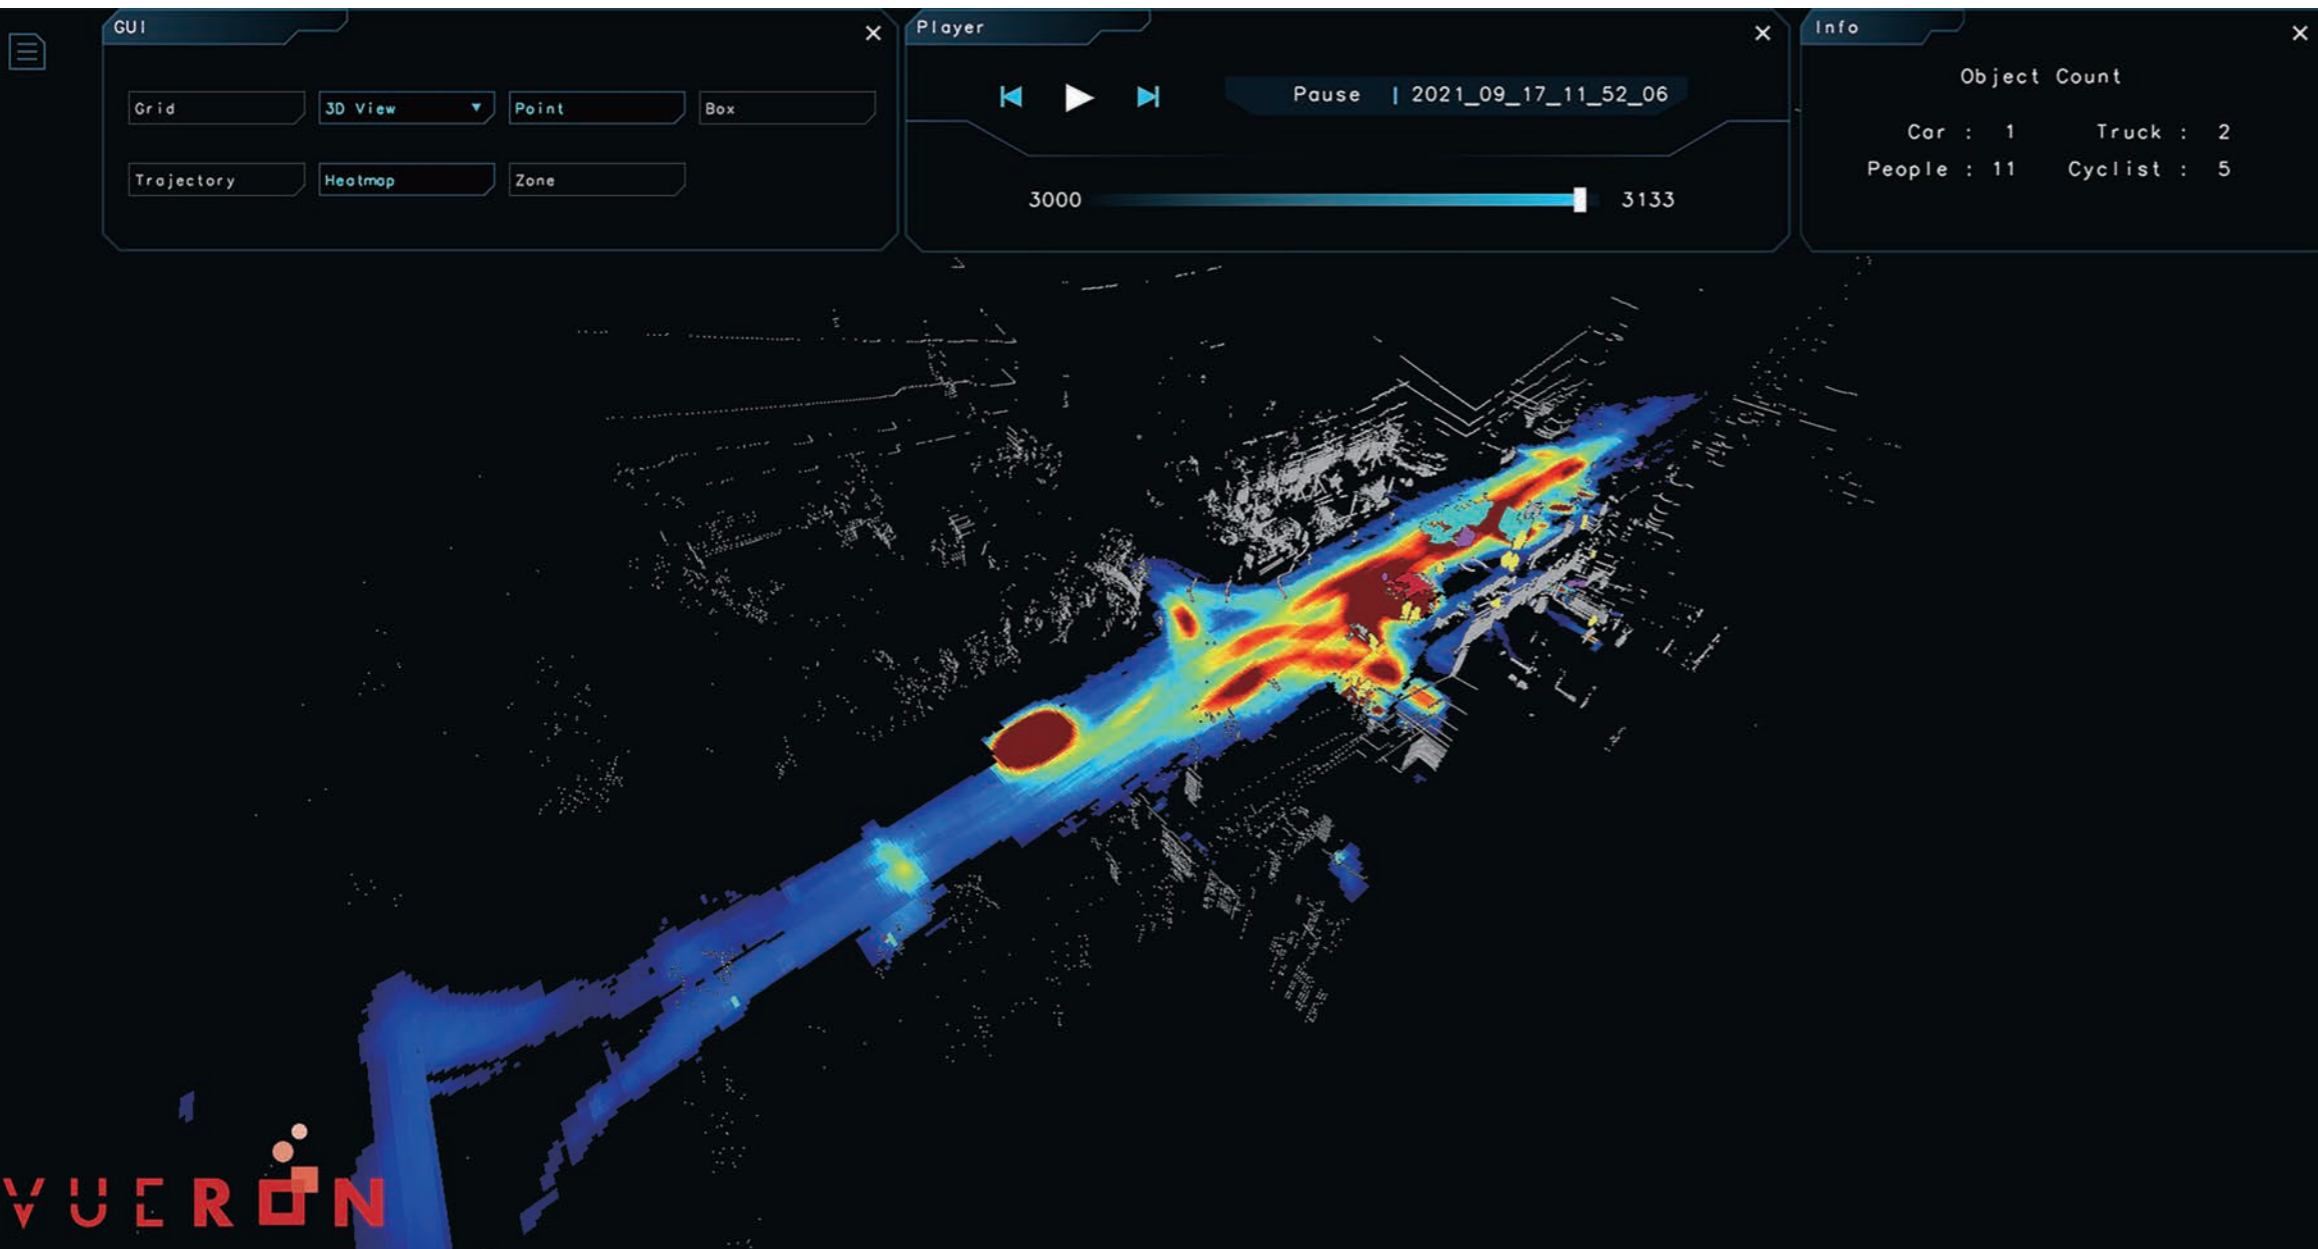 GUI
Grid
3D View
Point
Box
Trajectory
Heatmap
Zone
Player
Pause | 2021_09_17_11_52_06
3000
3133
Info
Object Count
Car : 1 Truck : 2
People : 11 Cyclist : 5
VUERON